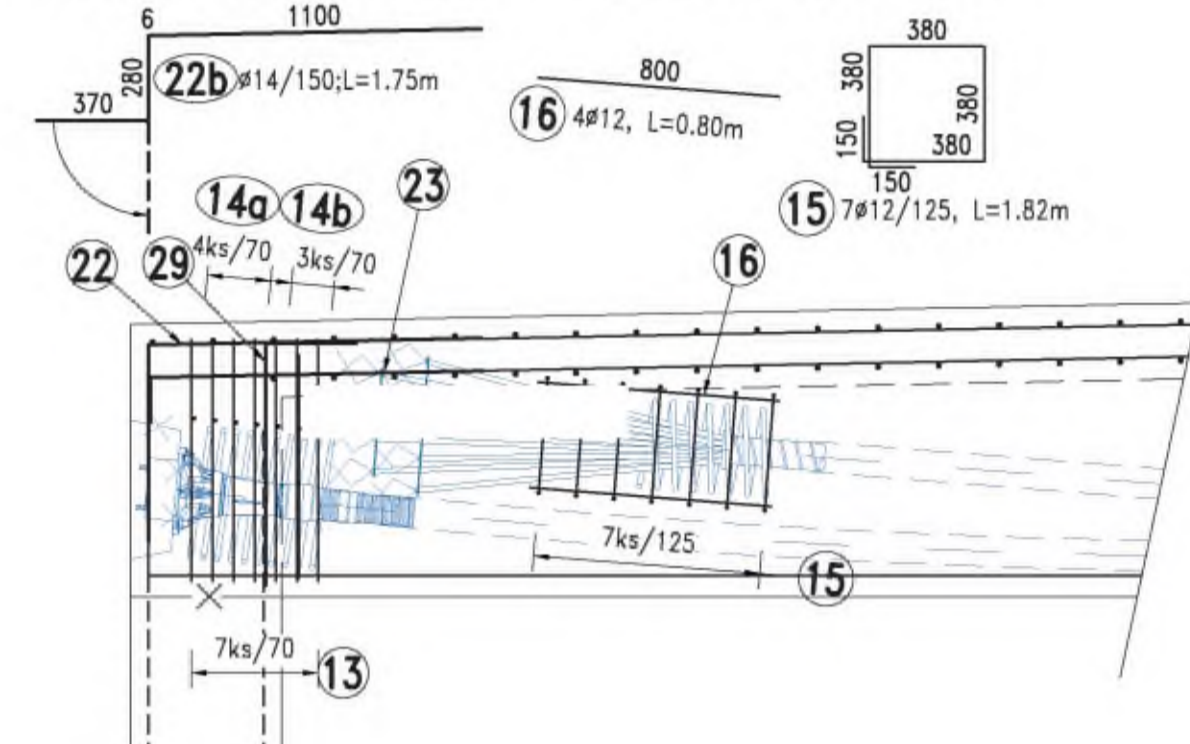 6 1100
280
370
22b ø14/150;L=1.75m
800
16 4ø12, L=0.80m
380
380
380
150
380
150
15 7ø12/125, L=1.82m
14a 14b
23
4ks/70 3ks/70
22 29
16
7ks/125
15
7ks/70
13